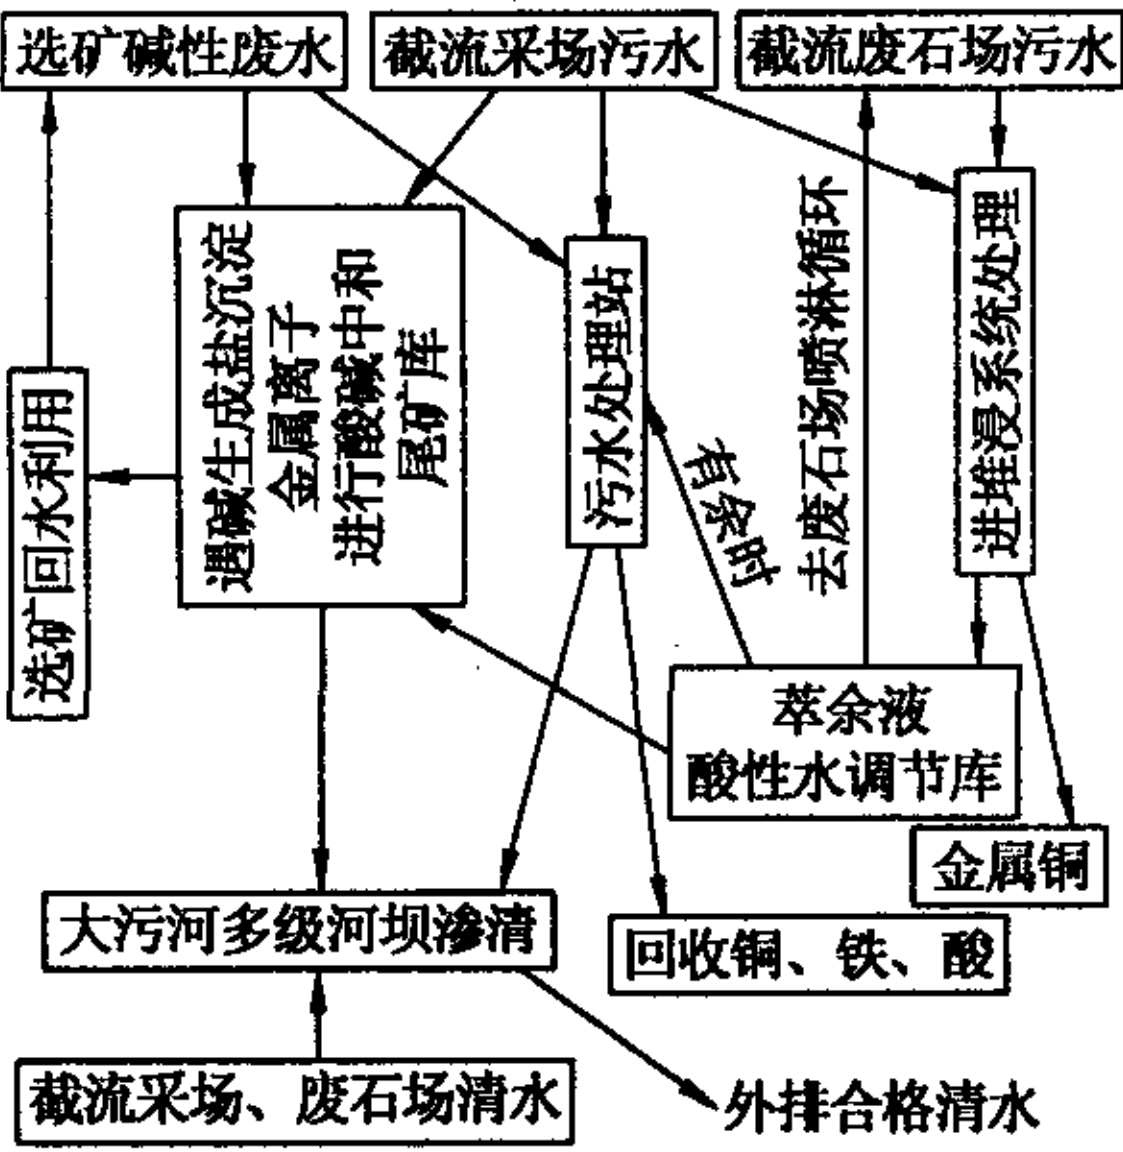 选矿碱性废水
截流采场污水
截流废石场污水
尾矿库
进行酸碱中和
金属离子
遇碱生成盐沉淀
污水处理站
去废石场喷淋循环
进堆浸系统处理
选矿回水利用
有余时
萃余液
酸性水调节库
金属铜
大污河多级河坝渗清
回收铜、铁、酸
截流采场、废石场清水
外排合格清水